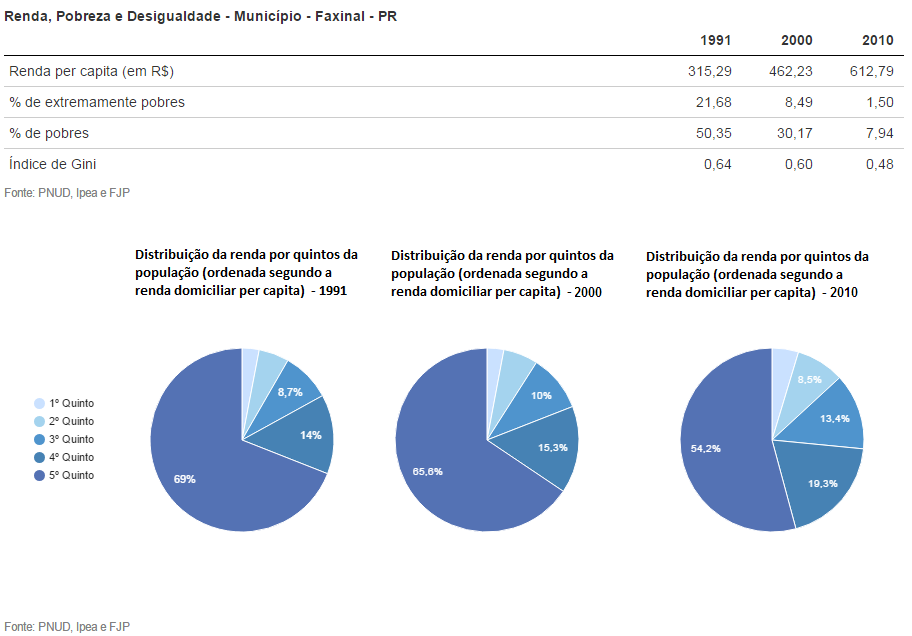 Renda, Pobreza e Desigualdade - Município - Faxinal - PR
1991 2000 2010
Renda per capita (em R$) 315,29 462,23 612,79
% de extremamente pobres 21,68 8,49 1,50
% de pobres 50,35 30,17 7,94
Índice de Gini 0,64 0,60 0,48
Fonte: PNUD, Ipea e FJP
Distribuição da renda por quintos da
população (ordenada segundo a
renda domiciliar per capita) - 1991
Distribuição da renda por quintos da
população (ordenada segundo a
renda domiciliar per capita) - 2000
Distribuição da renda por quintos da
população (ordenada segundo a
renda domiciliar per capita) - 2010
1º Quinto
2º Quinto
3º Quinto
4º Quinto
5º Quinto
8,7%
14%
69%
10%
15,3%
65,6%
8,5%
13,4%
19,3%
54,2%
Fonte: PNUD, Ipea e FJP